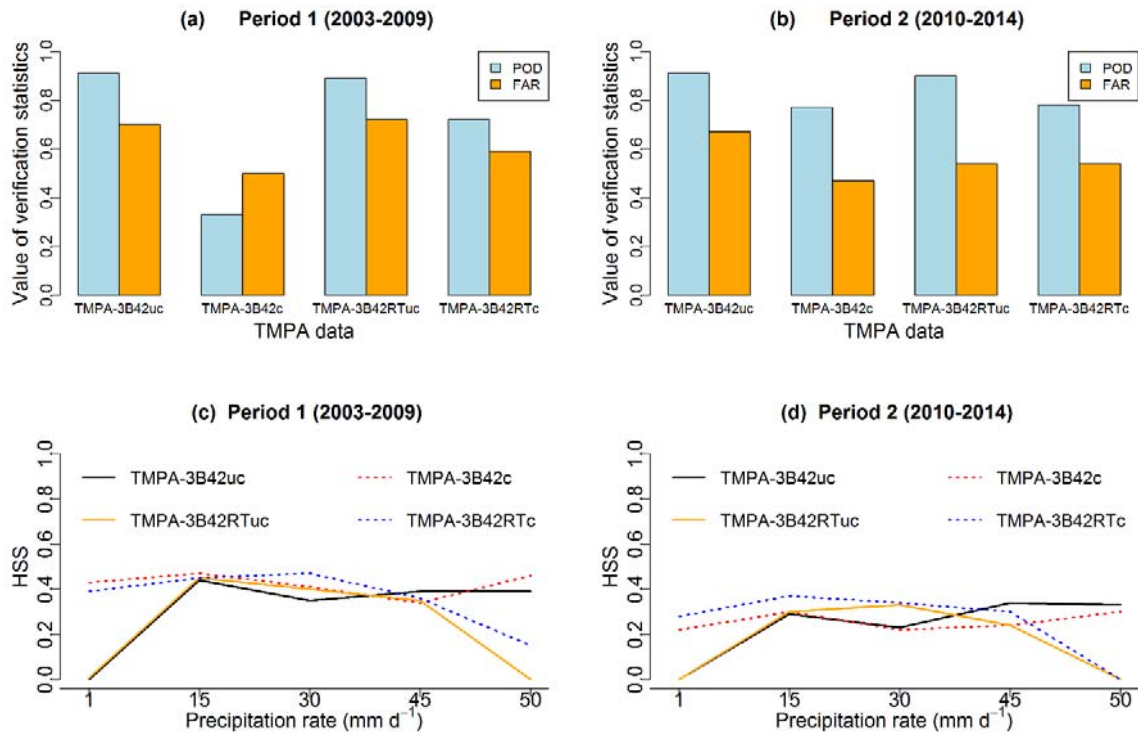 (a) Period 1 (2003-2009)
Value of verification statistics
0.0 0.2 0.4 0.6 0.8 1.0
POD
FAR
TMPA-3B42uc TMPA-3B42c TMPA-3B42RTuc TMPA-3B42RTc
TMPA data
(b) Period 2 (2010-2014)
Value of verification statistics
0.0 0.2 0.4 0.6 0.8 1.0
POD
FAR
TMPA-3B42uc TMPA-3B42c TMPA-3B42RTuc TMPA-3B42RTc
TMPA data
(c) Period 1 (2003-2009)
HSS
0.0 0.2 0.4 0.6 0.8 1.0
TMPA-3B42uc TMPA-3B42c
TMPA-3B42RTuc TMPA-3B42RTc
1 15 30 45 50
Precipitation rate (mm d⁻¹)
(d) Period 2 (2010-2014)
HSS
0.0 0.2 0.4 0.6 0.8 1.0
TMPA-3B42uc TMPA-3B42c
TMPA-3B42RTuc TMPA-3B42RTc
1 15 30 45 50
Precipitation rate (mm d⁻¹)